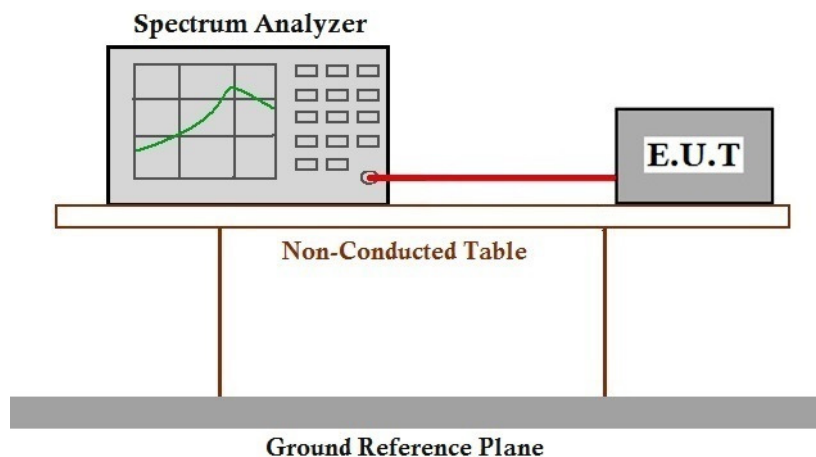 Spectrum Analyzer
E.U.T
Non-Conducted Table
Ground Reference Plane